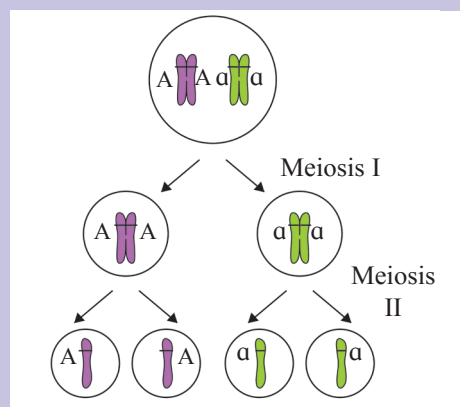 A A ɑ ɑ
Meiosis I
A A ɑ ɑ
Meiosis
II
A A ɑ ɑ